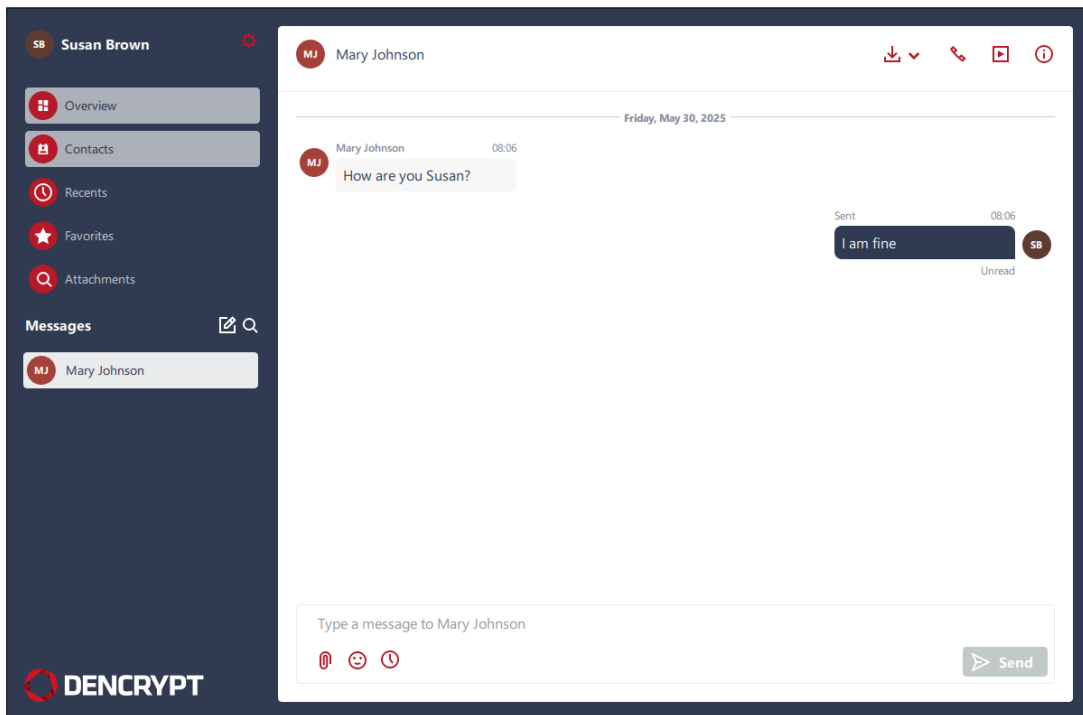 SB Susan Brown
Overview
Contacts
Recents
Favorites
Attachments
Messages
MJ Mary Johnson
DENCRYPT
MJ Mary Johnson
Friday, May 30, 2025
Mary Johnson 08:06
MJ How are you Susan?
Sent 08:06
I am fine SB
Unread
Type a message to Mary Johnson
Send